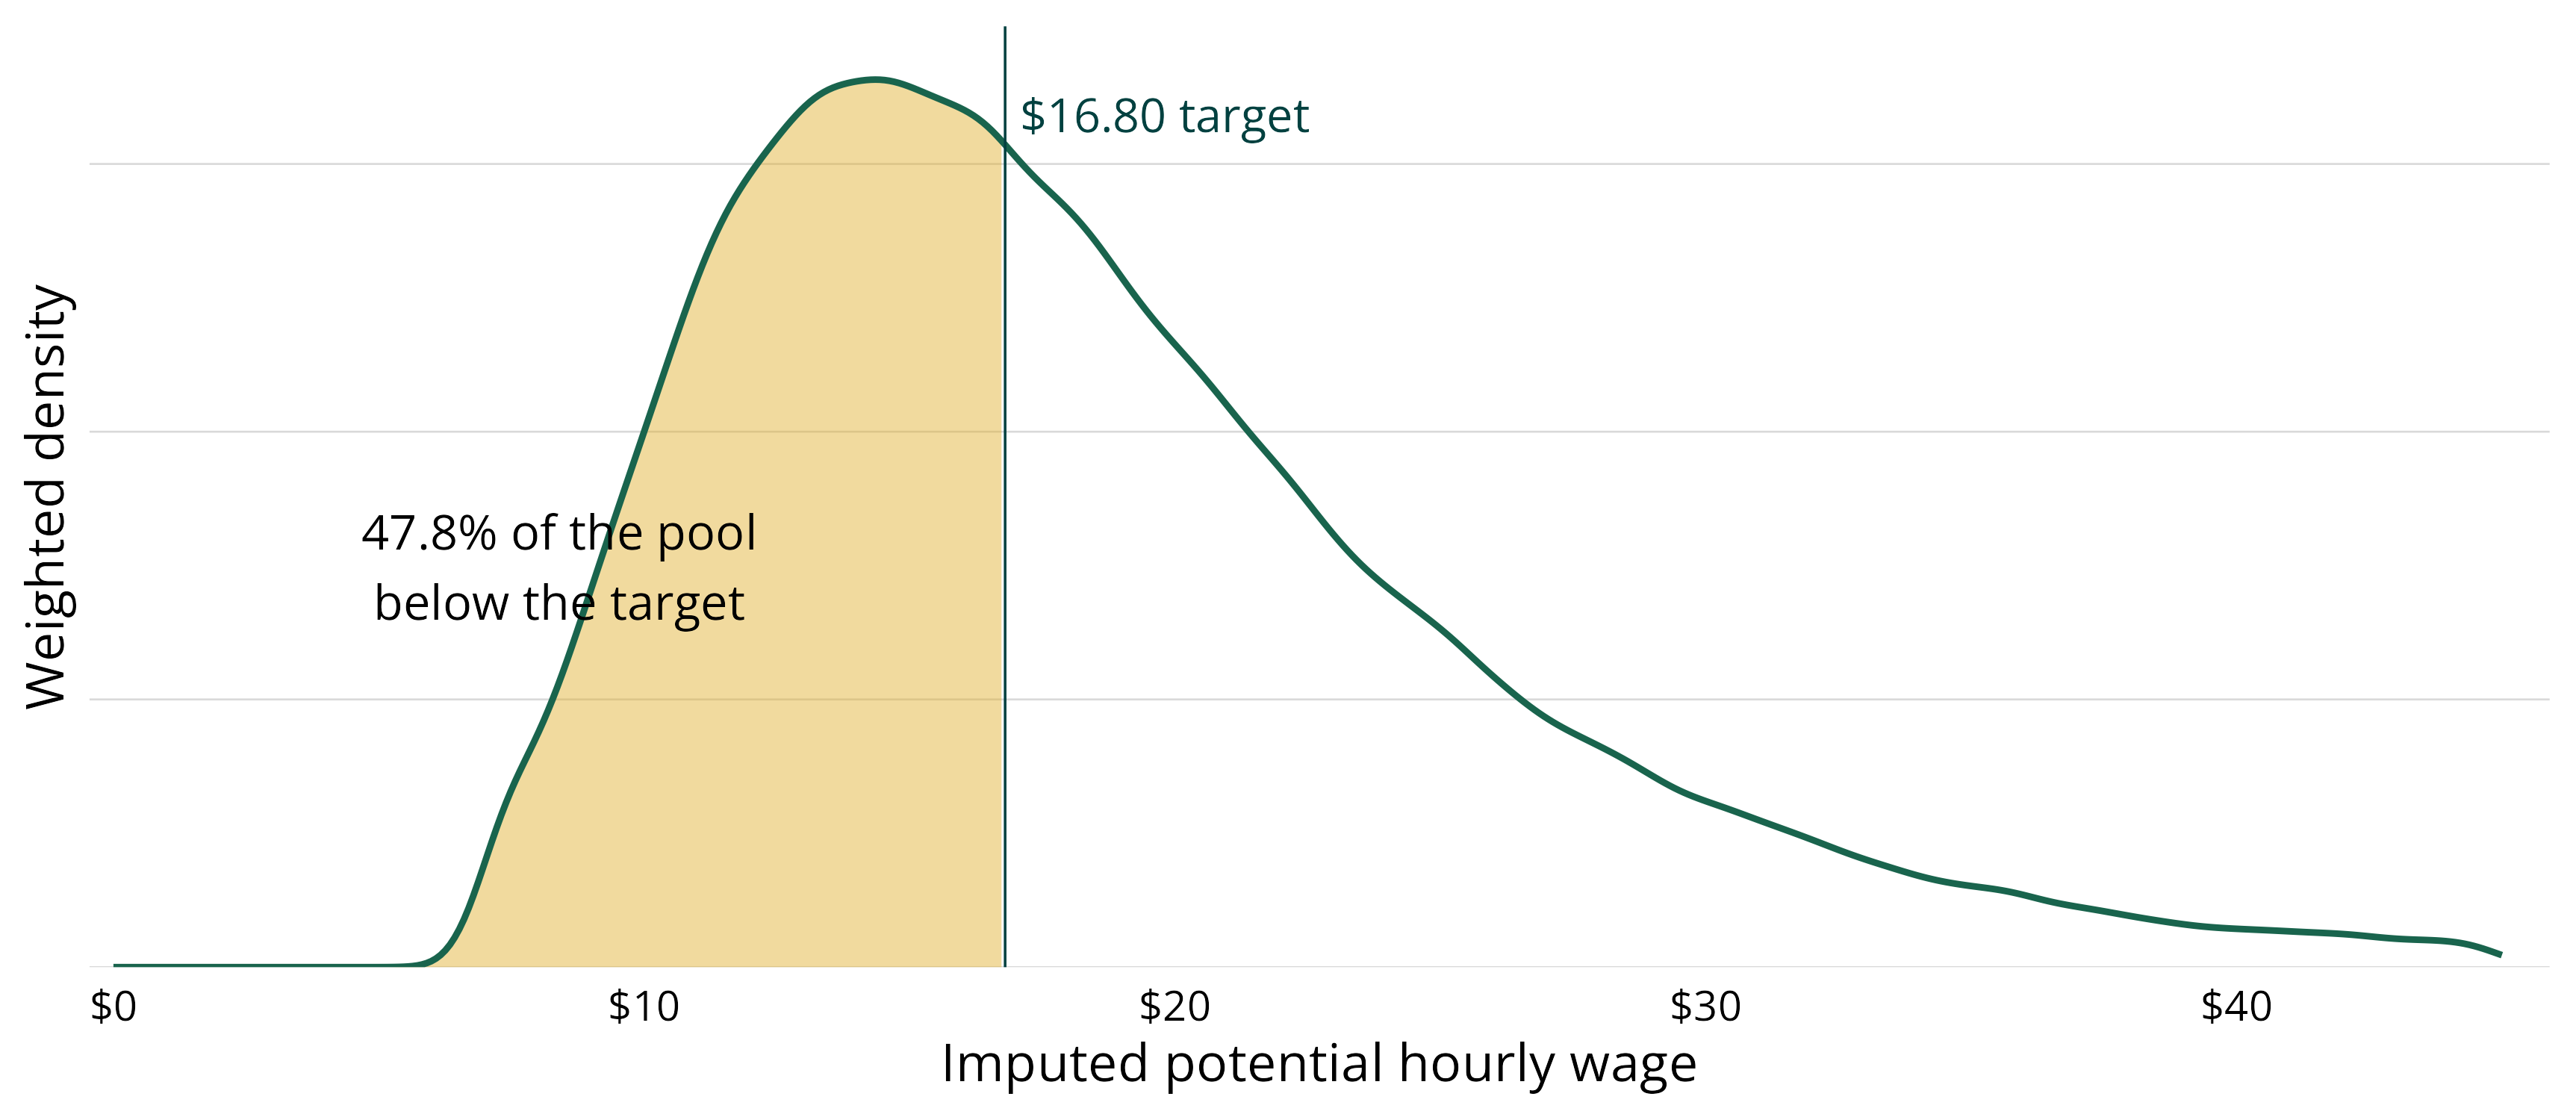 $16.80 target
47.8% of the pool
below the target
Weighted density
$0 $10 $20 $30 $40
Imputed potential hourly wage